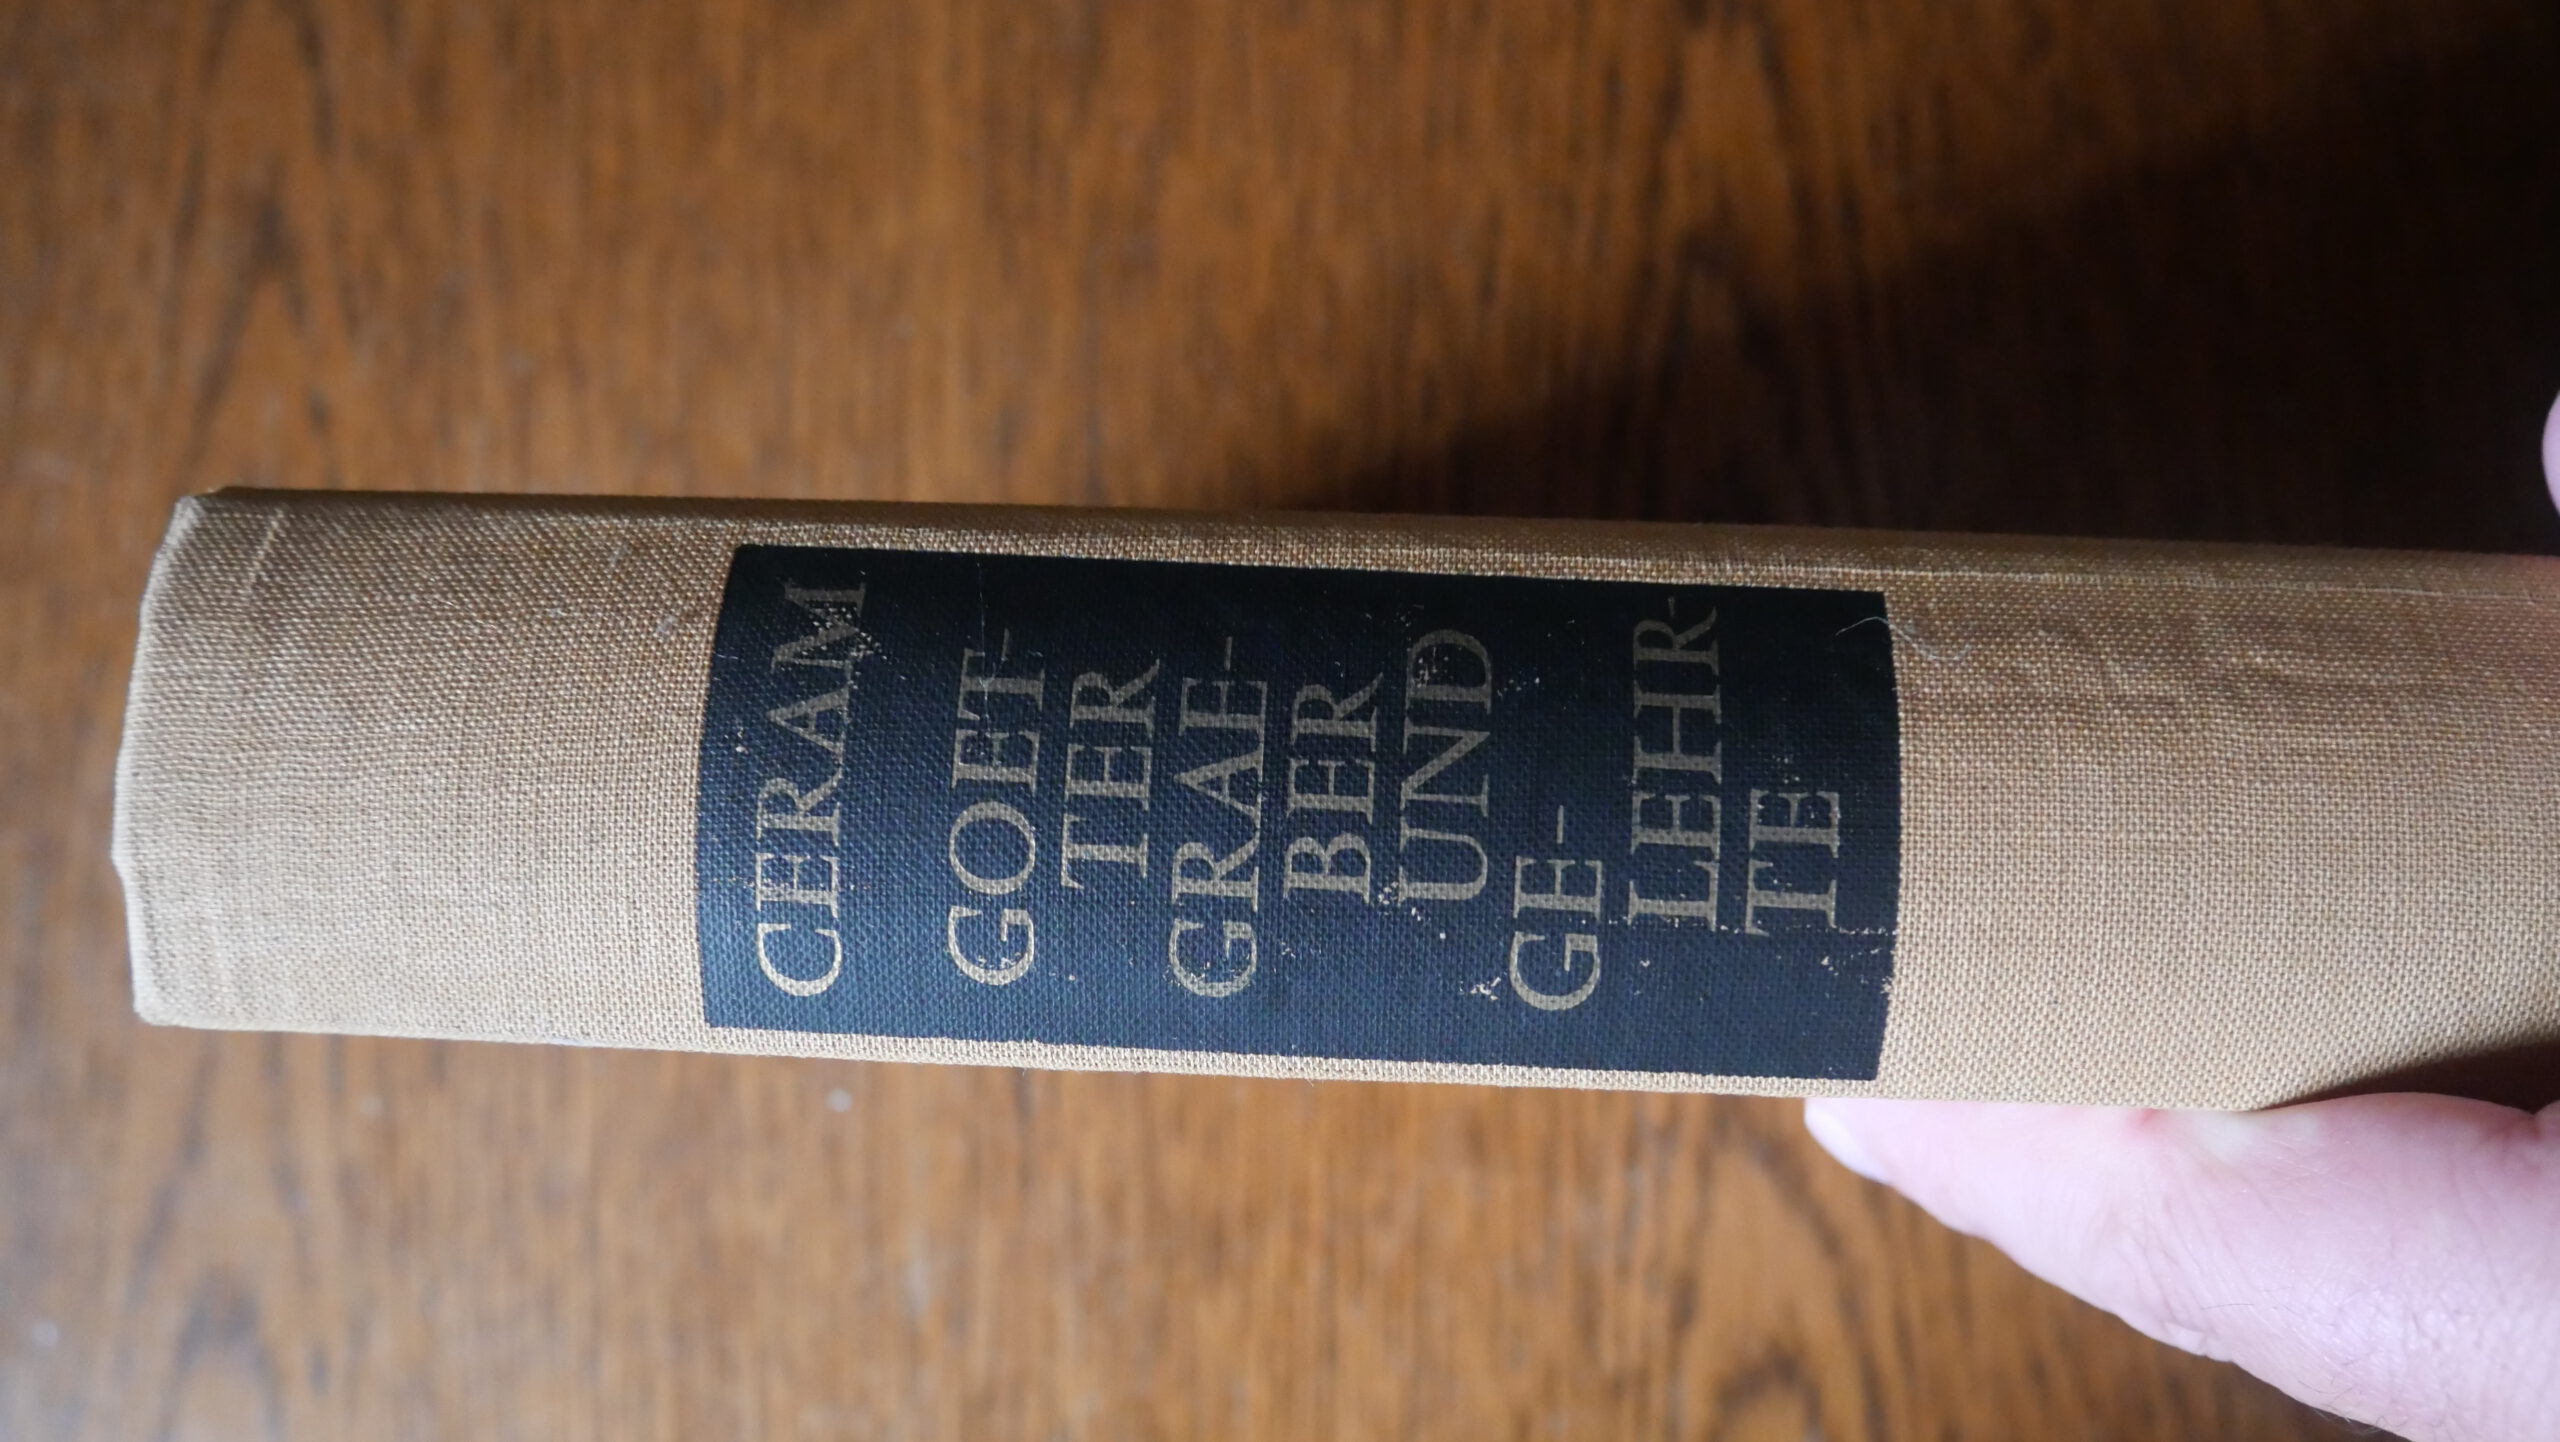 CERAM
GOET-
TER
GRAE-
BER
UND
GE-
LEHR-
TE